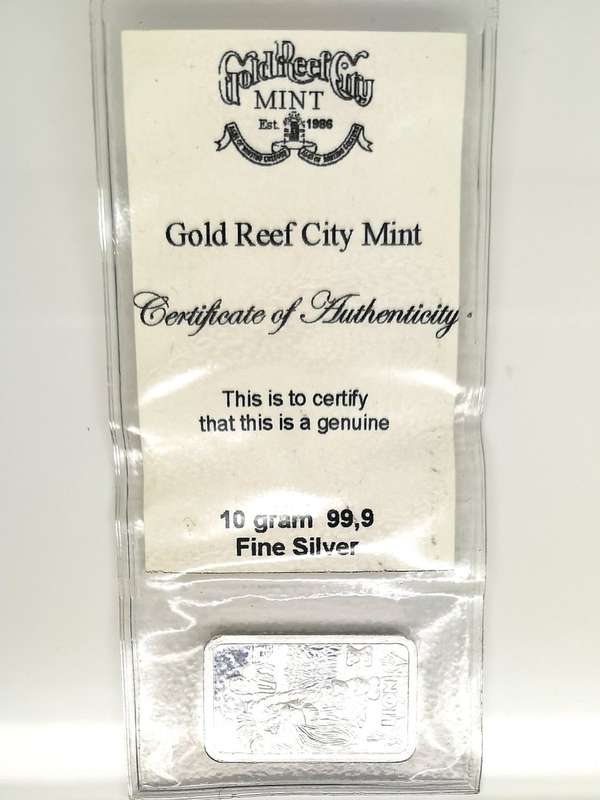 Gold Reef City
MINT
Est. 1986
Gold Reef City Mint
Certificate of Authenticity.
This is to certify
that this is a genuine
10 gram 99,9
Fine Silver
LION